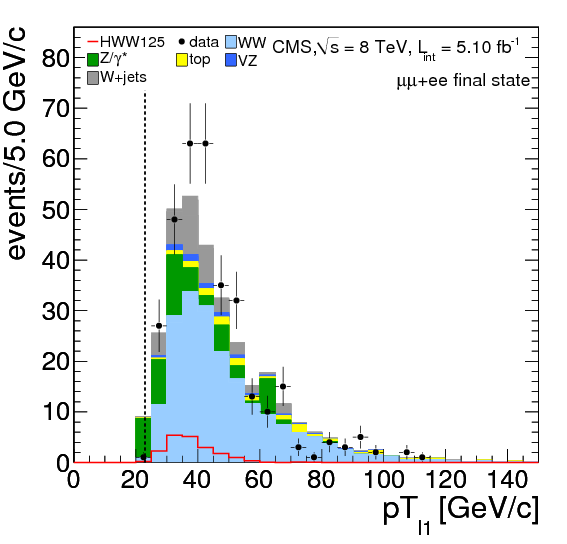 HWW125 data WW CMS,√s = 8 TeV, L_int = 5.10 fb⁻¹
Z/γ* top VZ
W+jets
μμ+ee final state
events/5.0 GeV/c
80
70
60
50
40
30
20
10
0
0 20 40 60 80 100 120 140
pT_l1 [GeV/c]